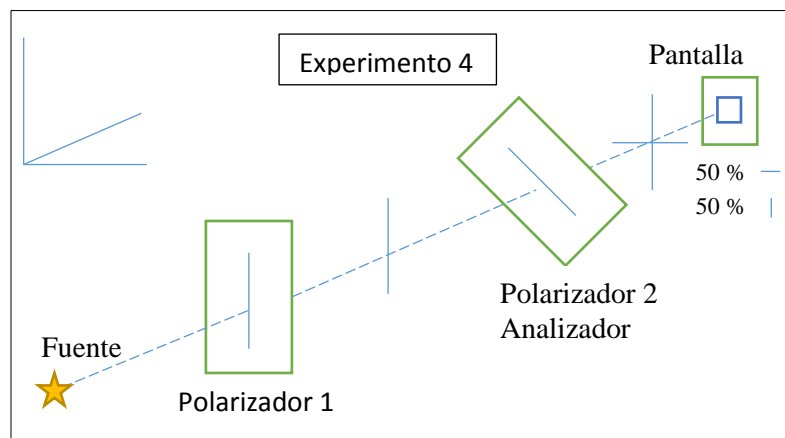 Experimento 4
Pantalla
50 %
50 %
Polarizador 2
Analizador
Fuente
Polarizador 1